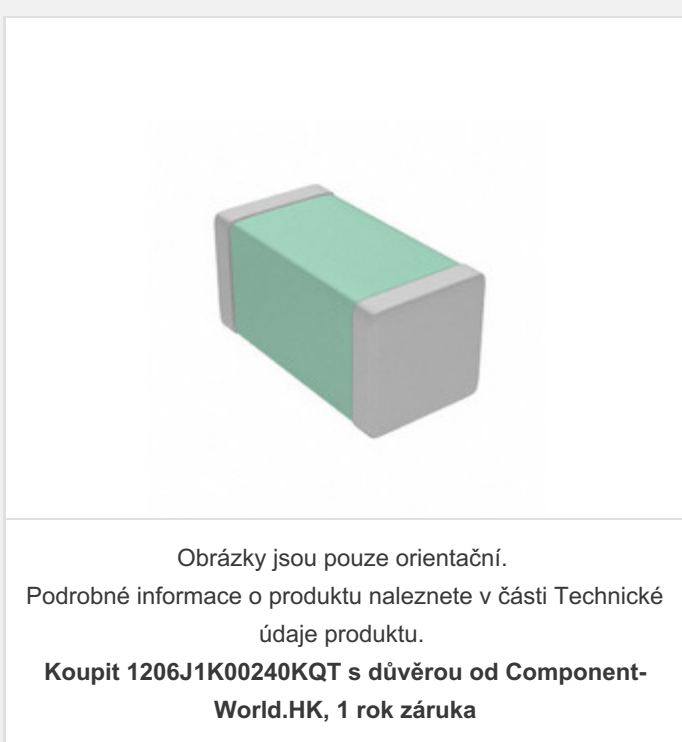 Obrázky jsou pouze orientační.
Podrobné informace o produktu naleznete v části Technické
údaje produktu.
Koupit 1206J1K00240KQT s důvěrou od Component-
World.HK, 1 rok záruka